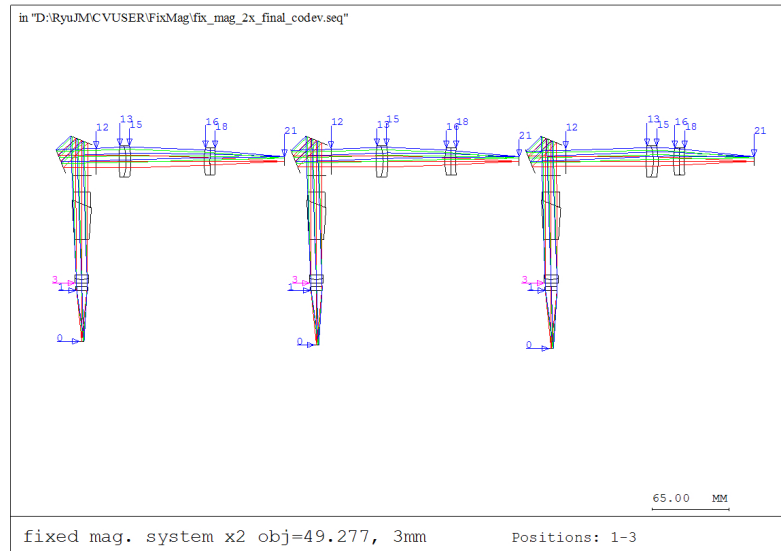 in "D:\RyuJM\CVUSER\FixMag\fix_mag_2x_final_codev.seq"
12 13 15 16 18 21
3
1
0
12 13 15 16 18 21
3
1
0
12 13 15 16 18 21
3
1
0
65.00 MM
fixed mag. system x2 obj=49.277, 3mm Positions: 1-3